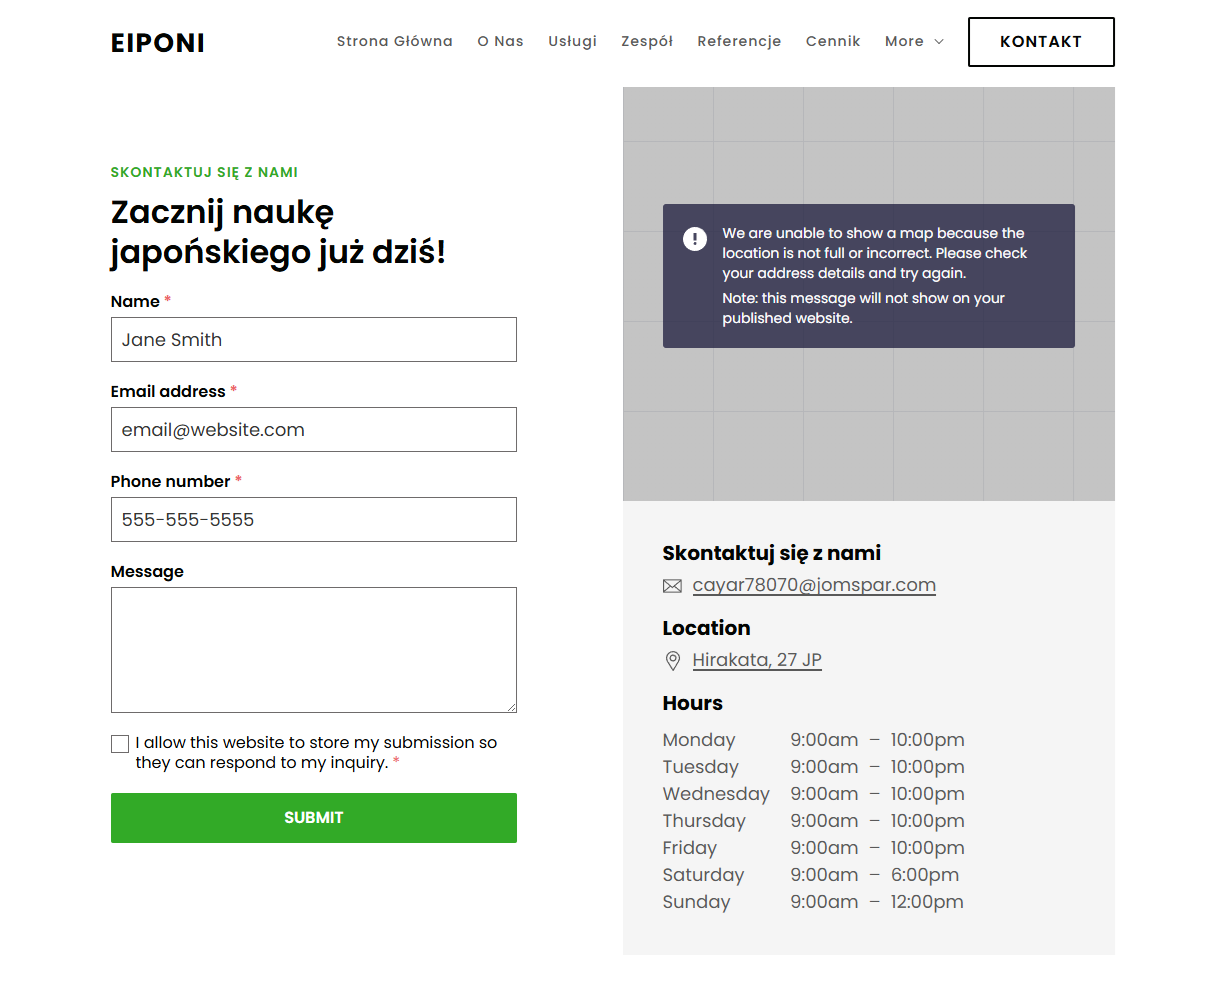 EIPONI
Strona Główna
O Nas
Usługi
Zespół
Referencje
Cennik
More
KONTAKT
SKONTAKTUJ SIĘ Z NAMI
Zacznij naukę
japońskiego już dziś!
Name *
Jane Smith
Email address *
email@website.com
Phone number *
555-555-5555
Message
I allow this website to store my submission so
they can respond to my inquiry. *
SUBMIT
We are unable to show a map because the
location is not full or incorrect. Please check
your address details and try again.
Note: this message will not show on your
published website.
Skontaktuj się z nami
cayar78070@jomspar.com
Location
Hirakata, 27 JP
Hours
Monday 9:00am – 10:00pm
Tuesday 9:00am – 10:00pm
Wednesday 9:00am – 10:00pm
Thursday 9:00am – 10:00pm
Friday 9:00am – 10:00pm
Saturday 9:00am – 6:00pm
Sunday 9:00am – 12:00pm